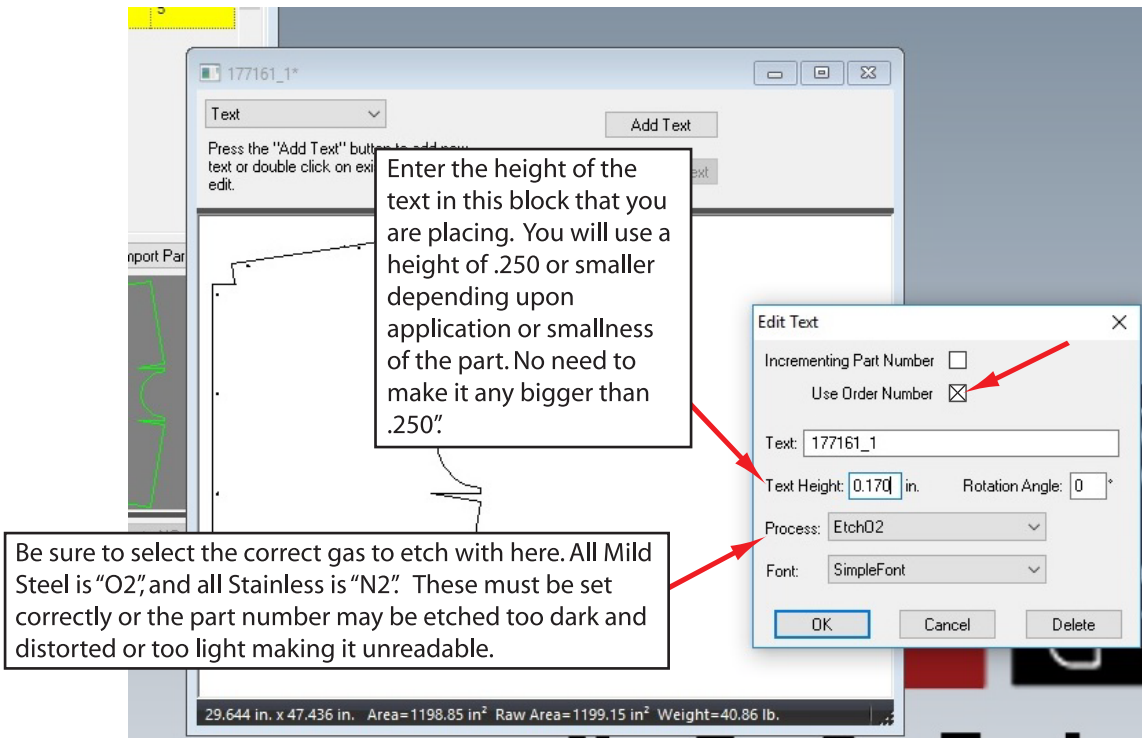 5
177161_1*
Text
Add Text
Press the "Add Text" button to add new
text or double click on exi
edit.
ext
Enter the height of the
text in this block that you
are placing. You will use a
height of .250 or smaller
depending upon
application or smallness
of the part. No need to
make it any bigger than
.250".
mport Par
Edit Text
Incrementing Part Number
Use Order Number
Text: 177161_1
Text Height: 0.170 in. Rotation Angle: 0 °
Process: EtchO2
Font: SimpleFont
OK Cancel Delete
Be sure to select the correct gas to etch with here. All Mild
Steel is "O2", and all Stainless is "N2". These must be set
correctly or the part number may be etched too dark and
distorted or too light making it unreadable.
29.644 in. x 47.436 in. Area=1198.85 in² Raw Area=1199.15 in² Weight=40.86 lb.